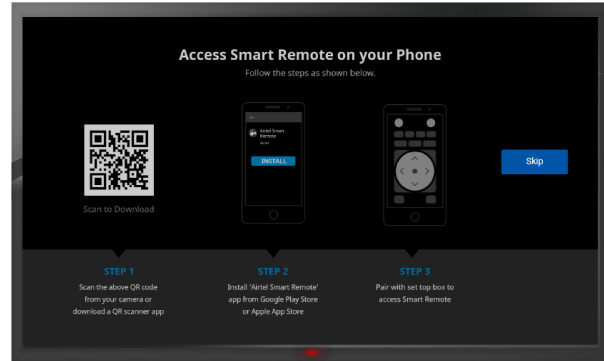 Access Smart Remote on your Phone
Follow the steps as shown below.
Airtel Smart
Remote
Airtel
INSTALL
Skip
Scan to Download
STEP 1
Scan the above QR code
from your camera or
download a QR scanner app
STEP 2
Install 'Airtel Smart Remote'
app from Google Play Store
or Apple App Store
STEP 3
Pair with set top box to
access Smart Remote